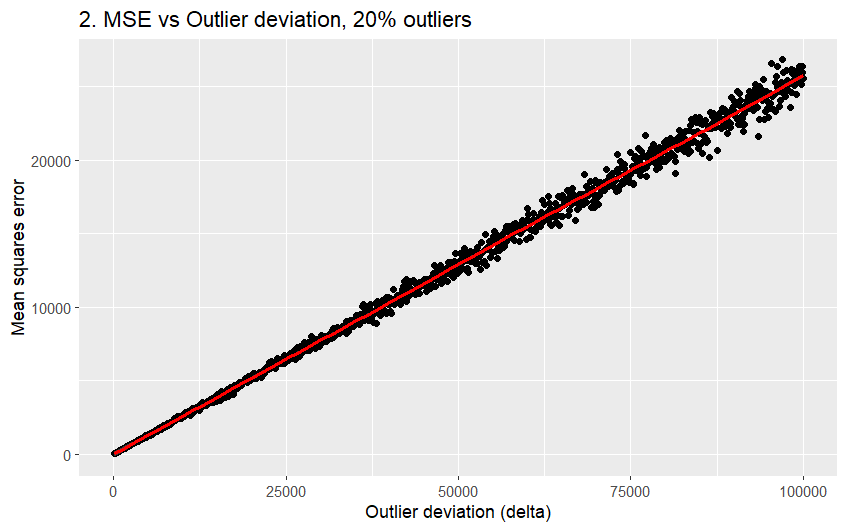 2. MSE vs Outlier deviation, 20% outliers
Mean squares error
20000
10000
0
0 25000 50000 75000 100000
Outlier deviation (delta)